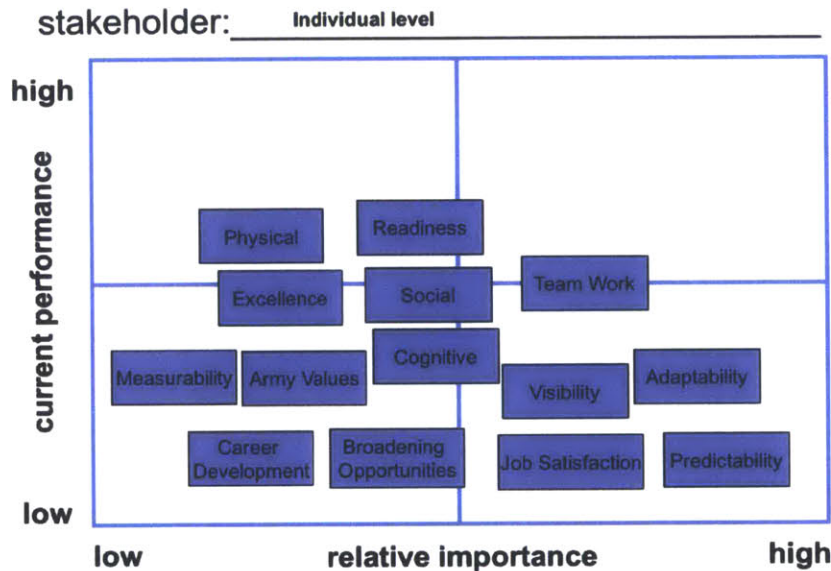 stakeholder: Individual level
high
current performance
low
Physical
Readiness
Excellence
Social
Team Work
Cognitive
Measurability
Army Values
Visibility
Adaptability
Career
Development
Broadening
Opportunities
Job Satisfaction
Predictability
low
relative importance
high